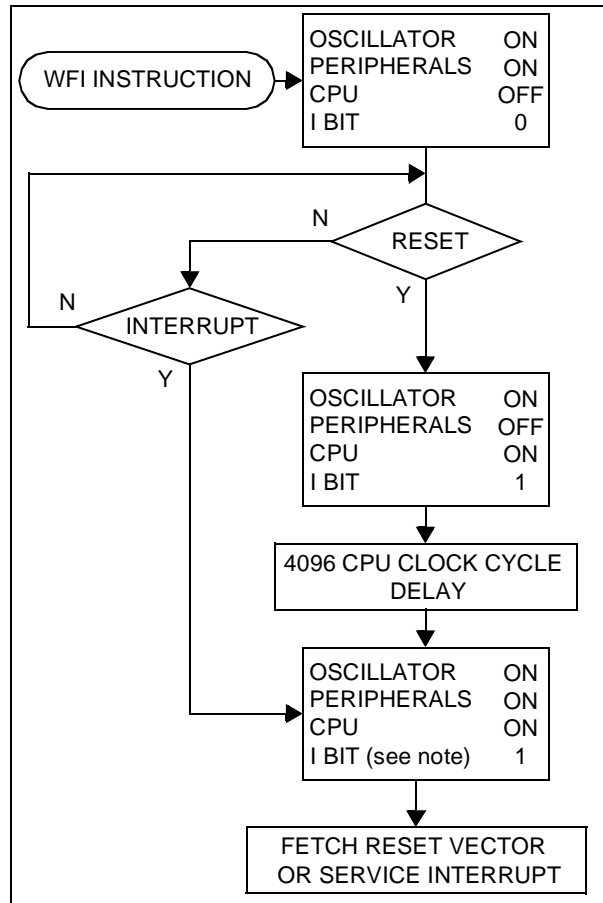 WFI INSTRUCTION
OSCILLATOR ON
PERIPHERALS ON
CPU OFF
I BIT 0
N
RESET
Y
N
INTERRUPT
Y
OSCILLATOR ON
PERIPHERALS OFF
CPU ON
I BIT 1
4096 CPU CLOCK CYCLE
DELAY
OSCILLATOR ON
PERIPHERALS ON
CPU ON
I BIT (see note) 1
FETCH RESET VECTOR
OR SERVICE INTERRUPT